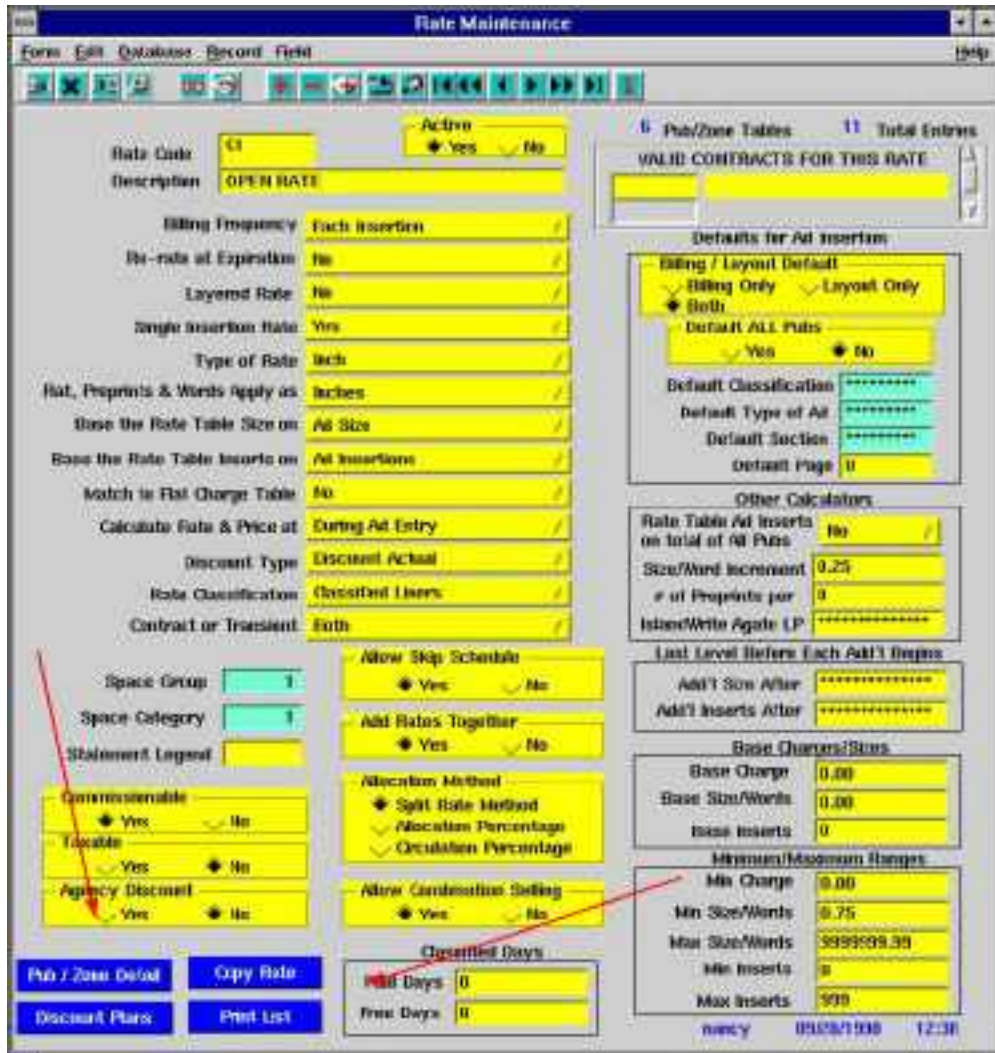 Rate Maintenance
Form Edit Database Record Field Help
Active
Yes No
Rate Code
Description OPEN RATE
6 Pub/Zone Tables 11 Total Entries
VALID CONTRACTS FOR THIS RATE
Billing Frequency Each Insertion
Re-rate at Expiration No
Layered Rate No
Single Insertion Rate Yes
Type of Rate Inch
Flat, Preprints & Words Apply as Inches
Base the Rate Table Size on Ad Size
Base the Rate Table Inserts on Ad Insertions
Match to Flat Charge Table No
Calculate Rate & Price at During Ad Entry
Discount Type Discount Actual
Rate Classification Classified Liners
Contract or Transient Both
Space Group 1
Space Category 1
Statement Legend
Commissionable
Yes No
Taxable
Yes No
Agency Discount
Yes No
Pub / Zone Detail Copy Rate
Discount Plans Print List
Allow Skip Schedule
Yes No
Add Rates Together
Yes No
Allocation Method
Split Rate Method
Allocation Percentage
Circulation Percentage
Allow Combination Selling
Yes No
Classified Days
Paid Days 0
Free Days 0
Defaults for Ad Insertion
Billing / Layout Default
Billing Only Layout Only
Both
Default ALL Pubs
Yes No
Default Classification *********
Default Type of Ad *********
Default Section *********
Default Page 0
Other Calculators
Rate Table Ad Inserts
on total of All Pubs No
Size/Word Increment 0.25
# of Preprints per 0
Island/Write Agate LP **************
Last Level Before Each Add'l Begins
Add'l Size After **************
Add'l Inserts After **************
Base Charges/Sizes
Base Charge 0.00
Base Size/Words 0.00
Base Inserts 0
Minimum/Maximum Ranges
Min Charge 0.00
Min Size/Words 0.75
Max Size/Words 9999999.99
Min Inserts 0
Max Inserts 999
nancy 09/28/1998 12:38